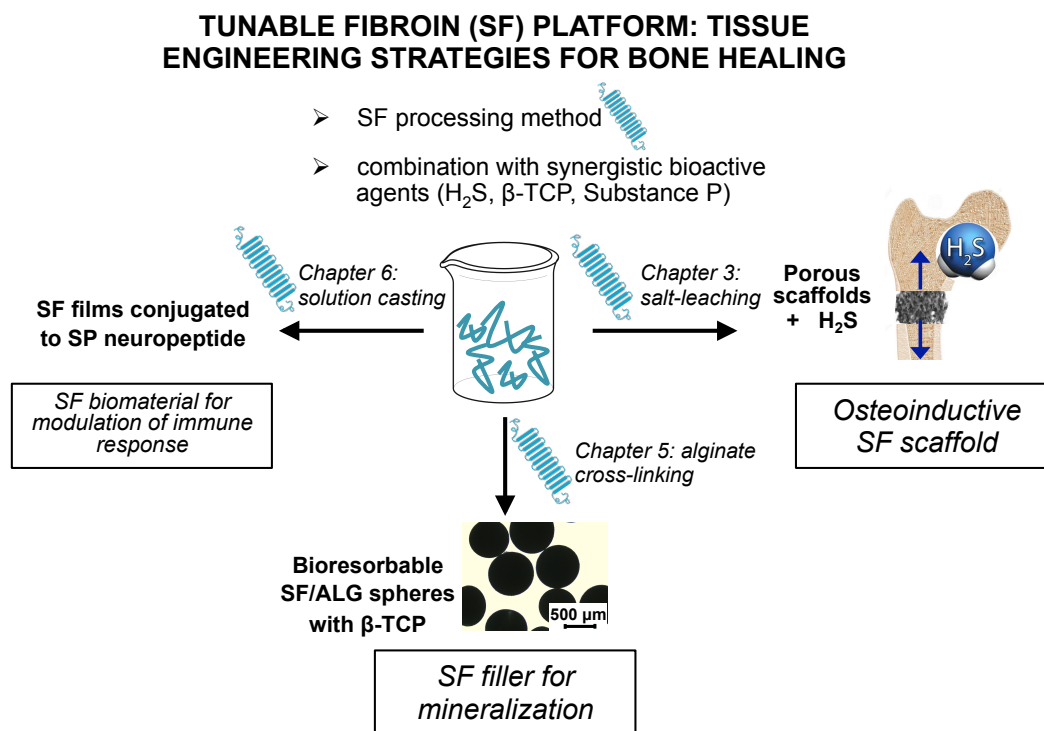 TUNABLE FIBROIN (SF) PLATFORM: TISSUE
ENGINEERING STRATEGIES FOR BONE HEALING
➢ SF processing method
➢ combination with synergistic bioactive
agents (H₂S, β-TCP, Substance P)
Chapter 6:
solution casting
SF films conjugated
to SP neuropeptide
SF biomaterial for
modulation of immune
response
Chapter 3:
salt-leaching
Porous
scaffolds
+ H₂S
H₂S
Osteoinductive
SF scaffold
Chapter 5: alginate
cross-linking
Bioresorbable
SF/ALG spheres
with β-TCP
500 µm
SF filler for
mineralization